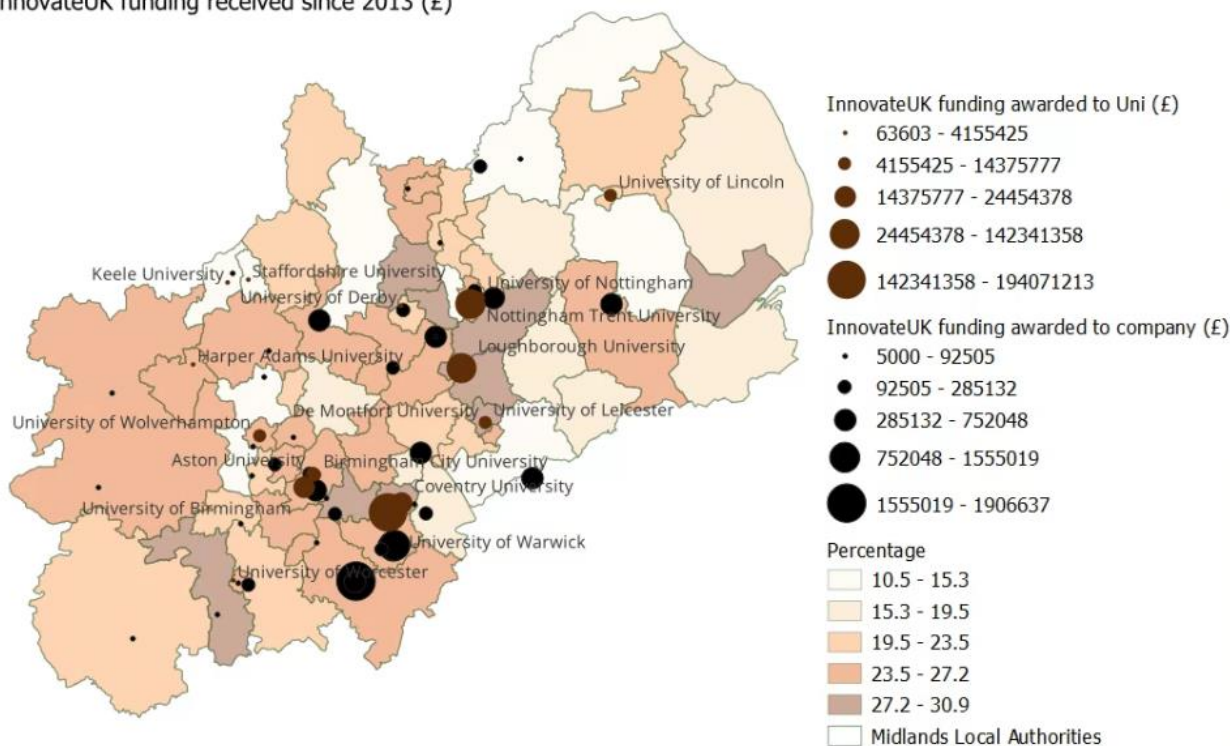 InnovateUK funding received since 2013 (£)
University of Lincoln
Keele University
Staffordshire University
University of Derby
University of Nottingham
Nottingham Trent University
Loughborough University
Harper Adams University
De Montfort University
University of Leicester
University of Wolverhampton
Aston University
Birmingham City University
Coventry University
University of Birmingham
University of Warwick
University of Worcester
InnovateUK funding awarded to Uni (£)
63603 - 4155425
4155425 - 14375777
14375777 - 24454378
24454378 - 142341358
142341358 - 194071213
InnovateUK funding awarded to company (£)
5000 - 92505
92505 - 285132
285132 - 752048
752048 - 1555019
1555019 - 1906637
Percentage
10.5 - 15.3
15.3 - 19.5
19.5 - 23.5
23.5 - 27.2
27.2 - 30.9
Midlands Local Authorities